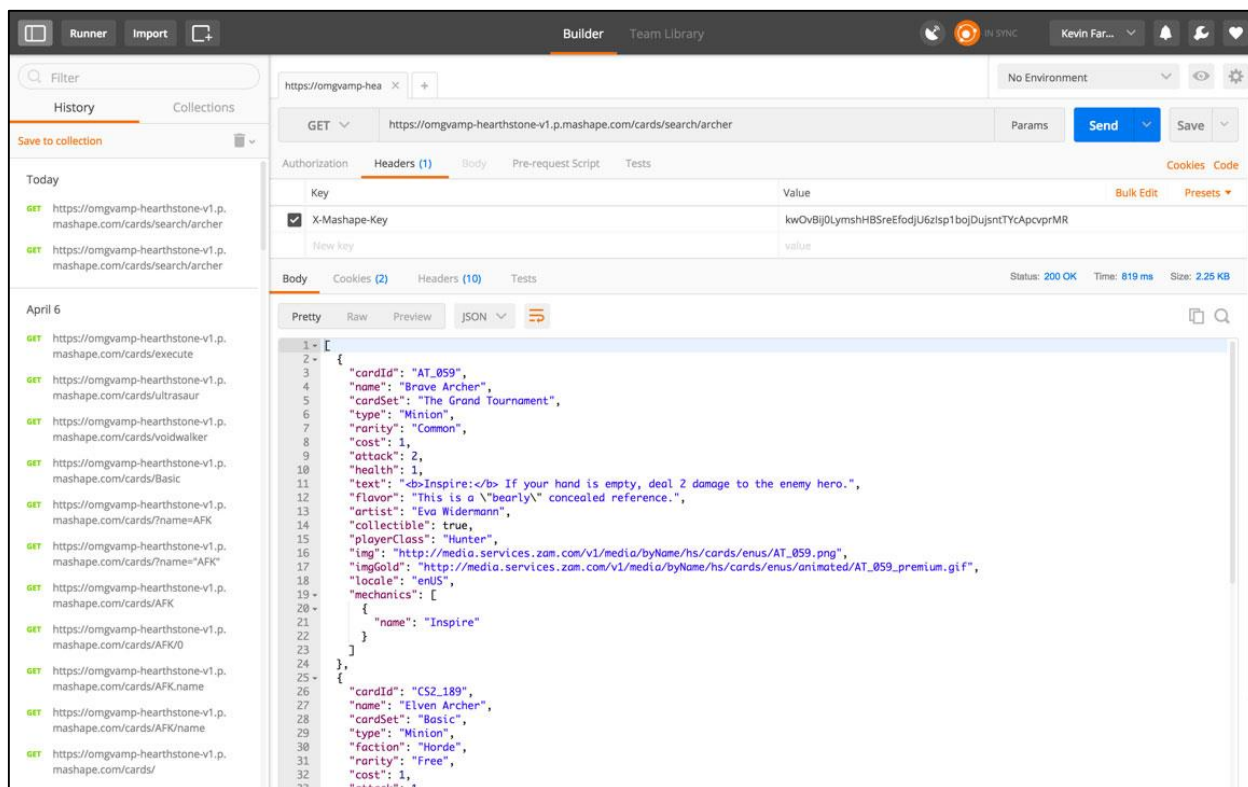 Runner Import Builder Team Library IN SYNC Kevin Far...
Filter
History Collections
Save to collection
Today
GET https://omgvamp-hearthstone-v1.p.
mashape.com/cards/search/archer
GET https://omgvamp-hearthstone-v1.p.
mashape.com/cards/search/archer
April 6
GET https://omgvamp-hearthstone-v1.p.
mashape.com/cards/execute
GET https://omgvamp-hearthstone-v1.p.
mashape.com/cards/ultrasaur
GET https://omgvamp-hearthstone-v1.p.
mashape.com/cards/voidwalker
GET https://omgvamp-hearthstone-v1.p.
mashape.com/cards/Basic
GET https://omgvamp-hearthstone-v1.p.
mashape.com/cards/?name=AFK
GET https://omgvamp-hearthstone-v1.p.
mashape.com/cards/?name="AFK"
GET https://omgvamp-hearthstone-v1.p.
mashape.com/cards/AFK
GET https://omgvamp-hearthstone-v1.p.
mashape.com/cards/AFK/0
GET https://omgvamp-hearthstone-v1.p.
mashape.com/cards/AFK.name
GET https://omgvamp-hearthstone-v1.p.
mashape.com/cards/AFK/name
GET https://omgvamp-hearthstone-v1.p.
mashape.com/cards/
https://omgvamp-hea
No Environment
GET https://omgvamp-hearthstone-v1.p.mashape.com/cards/search/archer Params Send Save
Authorization Headers (1) Body Pre-request Script Tests Cookies Code
Key Value Bulk Edit Presets
X-Mashape-Key
New key value
Body Cookies (2) Headers (10) Tests Status: 200 OK Time: 819 ms Size: 2.25 KB
Pretty Raw Preview JSON
1 [
2 {
3 "cardId": "AT_059",
4 "name": "Brave Archer",
5 "cardSet": "The Grand Tournament",
6 "type": "Minion",
7 "rarity": "Common",
8 "cost": 1,
9 "attack": 2,
10 "health": 1,
11 "text": "<b>Inspire:</b> If your hand is empty, deal 2 damage to the enemy hero.",
12 "flavor": "This is a \"bearly\" concealed reference.",
13 "artist": "Eva Widermann",
14 "collectible": true,
15 "playerClass": "Hunter",
16 "img": "http://media.services.zam.com/v1/media/byName/hs/cards/enus/AT_059.png",
17 "imgGold": "http://media.services.zam.com/v1/media/byName/hs/cards/enus/animated/AT_059_premium.gif",
18 "locale": "enUS",
19 "mechanics": [
20 {
21 "name": "Inspire"
22 }
23 ]
24 },
25 {
26 "cardId": "CS2_189",
27 "name": "Elven Archer",
28 "cardSet": "Basic",
29 "type": "Minion",
30 "faction": "Horde",
31 "rarity": "Free",
32 "cost": 1,